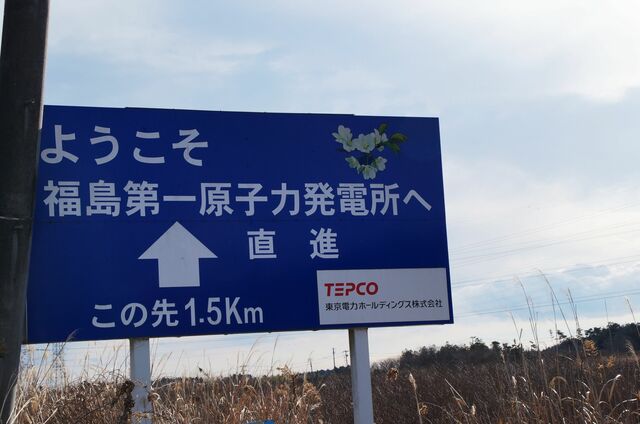 ようこそ
福島第一原子力発電所へ
直進
この先1.5Km
TEPCO
東京電力ホールディングス株式会社